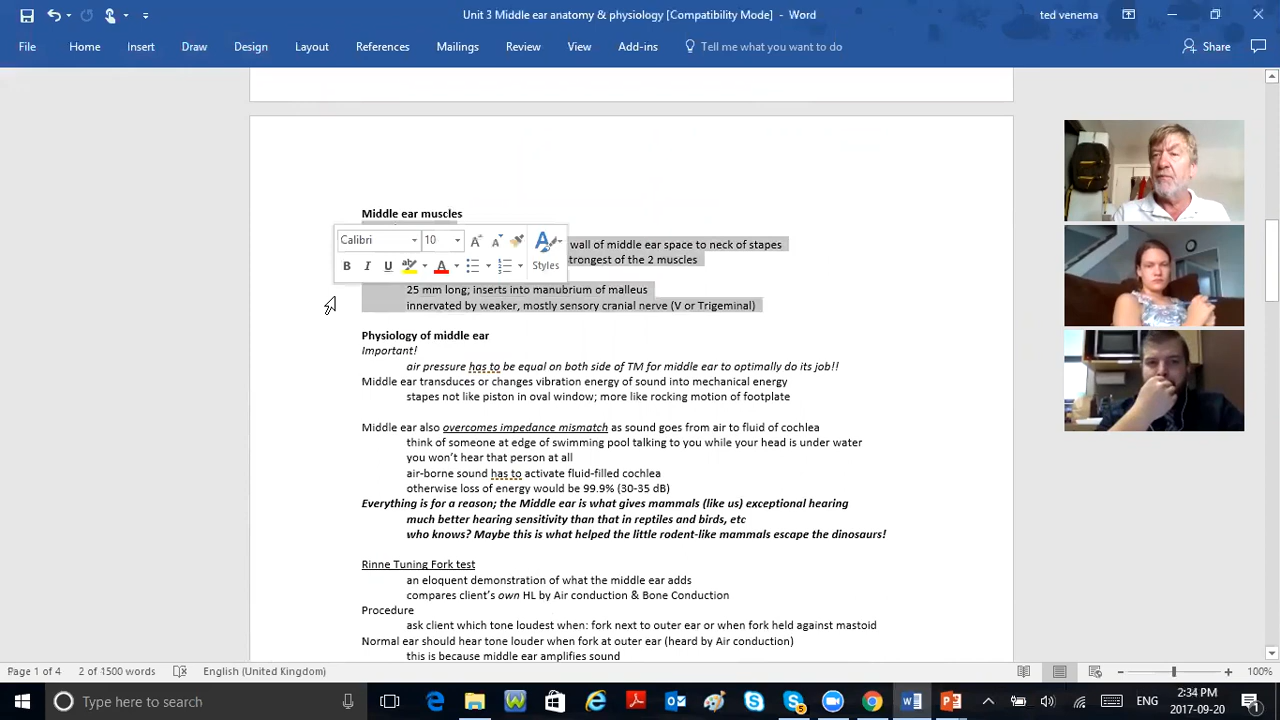 Unit 3 Middle ear anatomy & physiology [Compatibility Mode] - Word
ted venema
File Home Insert Draw Design Layout References Mailings Review View Add-ins Tell me what you want to do Share
Middle ear muscles
Calibri 10
wall of middle ear space to neck of stapes
B I U A Styles
trongest of the 2 muscles
25 mm long; inserts into manubrium of malleus
innervated by weaker, mostly sensory cranial nerve (V or Trigeminal)
Physiology of middle ear
Important!
air pressure has to be equal on both side of TM for middle ear to optimally do its job!!
Middle ear transduces or changes vibration energy of sound into mechanical energy
stapes not like piston in oval window; more like rocking motion of footplate
Middle ear also overcomes impedance mismatch as sound goes from air to fluid of cochlea
think of someone at edge of swimming pool talking to you while your head is under water
you won't hear that person at all
air-borne sound has to activate fluid-filled cochlea
otherwise loss of energy would be 99.9% (30-35 dB)
Everything is for a reason; the Middle ear is what gives mammals (like us) exceptional hearing
much better hearing sensitivity than that in reptiles and birds, etc
who knows? Maybe this is what helped the little rodent-like mammals escape the dinosaurs!
Rinne Tuning Fork test
an eloquent demonstration of what the middle ear adds
compares client's own HL by Air conduction & Bone Conduction
Procedure
ask client which tone loudest when: fork next to outer ear or when fork held against mastoid
Normal ear should hear tone louder when fork at outer ear (heard by Air conduction)
this is because middle ear amplifies sound
Page 1 of 4 2 of 1500 words English (United Kingdom) 100%
Type here to search
ENG
2:34 PM
2017-09-20